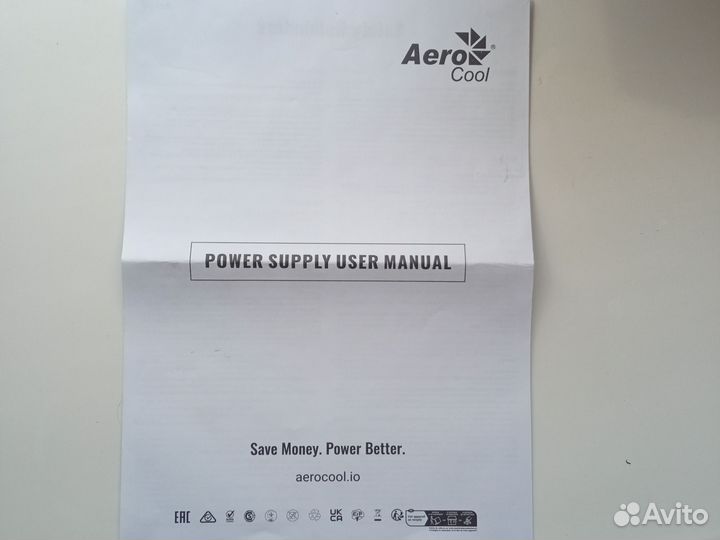 Aero
Cool
POWER SUPPLY USER MANUAL
Save Money. Power Better.
aerocool.io
EAC
UK
CA
Avito